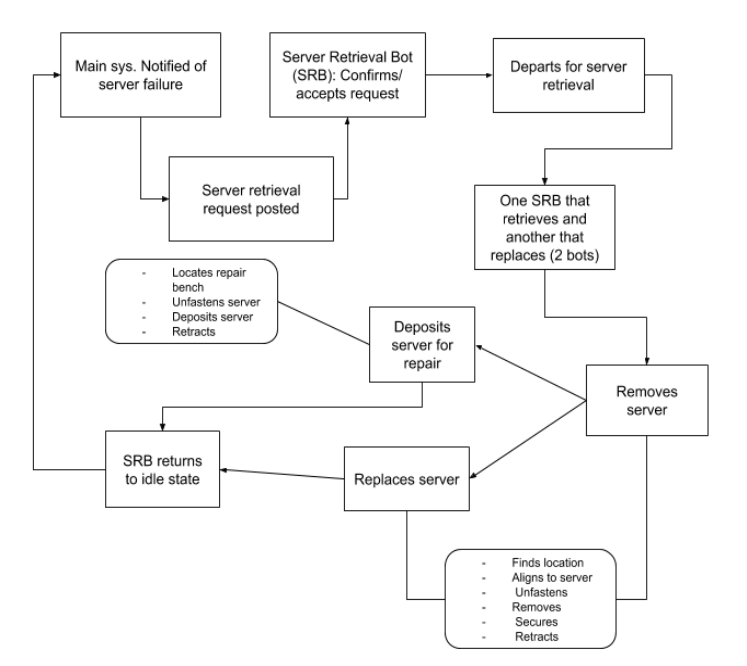 Main sys. Notified of
server failure
Server retrieval
request posted
Server Retrieval Bot
(SRB): Confirms/
accepts request
Departs for server
retrieval
One SRB that
retrieves and
another that
replaces (2 bots)
Removes
server
Deposits
server for
repair
- Locates repair
bench
- Unfastens server
- Deposits server
- Retracts
Replaces server
- Finds location
- Aligns to server
- Unfastens
- Removes
- Secures
- Retracts
SRB returns
to idle state